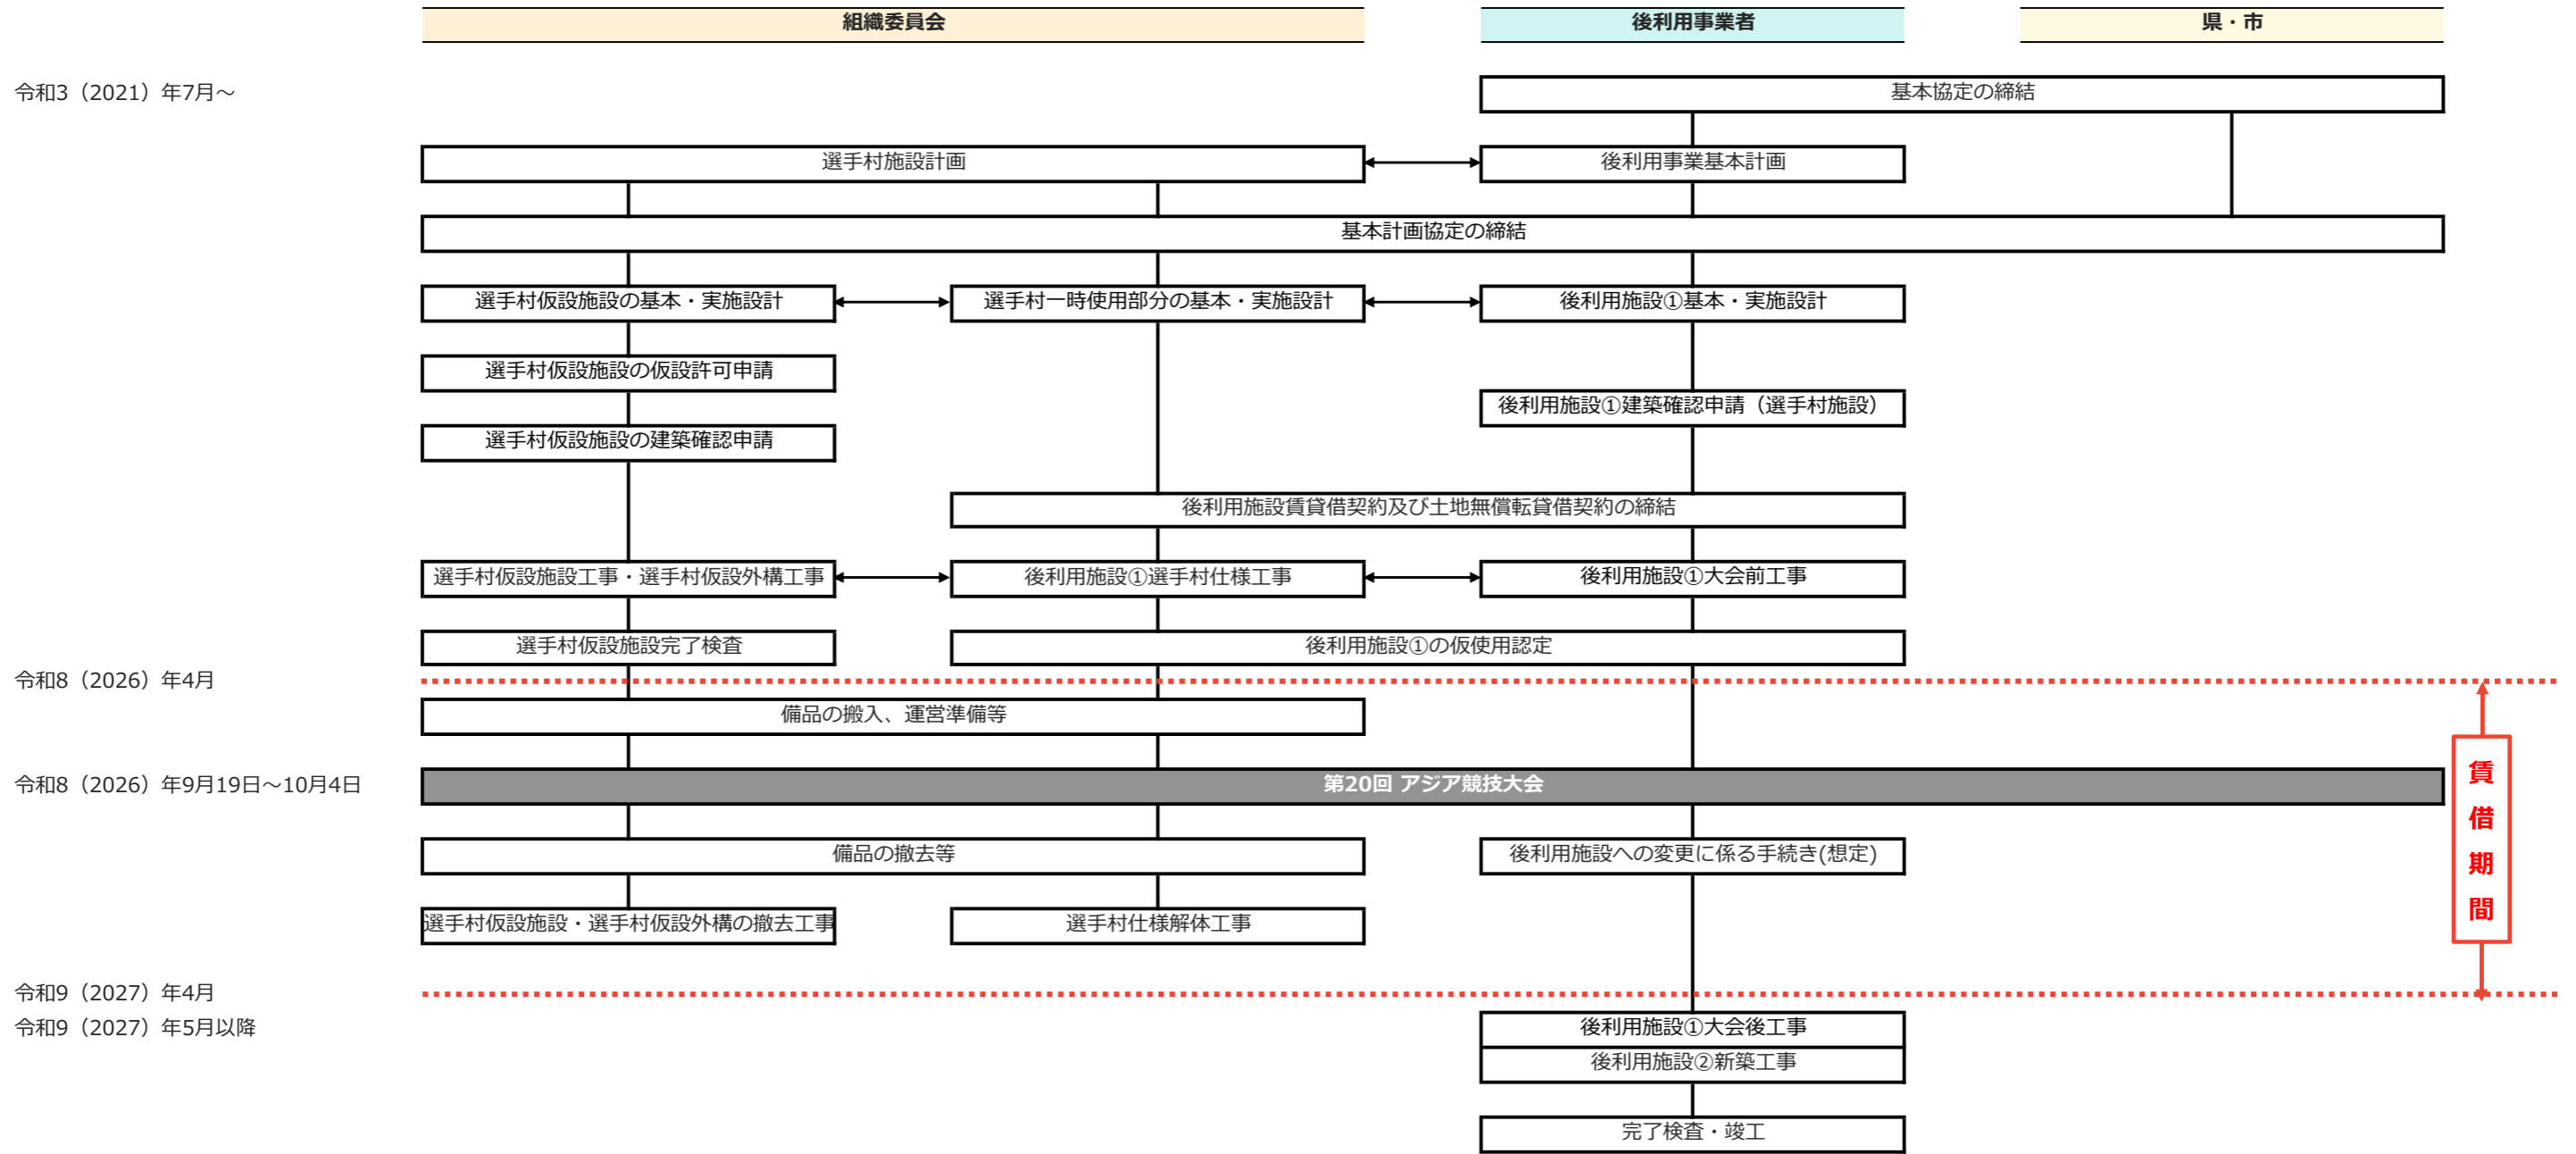 組織委員会
後利用事業者
県・市
令和3（2021）年7月～
基本協定の締結
選手村施設計画
後利用事業基本計画
基本計画協定の締結
選手村仮設施設の基本・実施設計
選手村一時使用部分の基本・実施設計
後利用施設①基本・実施設計
選手村仮設施設の仮設許可申請
後利用施設①建築確認申請（選手村施設）
選手村仮設施設の建築確認申請
後利用施設賃貸借契約及び土地無償転貸借契約の締結
選手村仮設施設工事・選手村仮設外構工事
後利用施設①選手村仕様工事
後利用施設①大会前工事
選手村仮設施設完了検査
後利用施設①の仮使用認定
令和8（2026）年4月
備品の搬入、運営準備等
令和8（2026）年9月19日～10月4日
第20回 アジア競技大会
賃借期間
備品の撤去等
後利用施設への変更に係る手続き(想定)
選手村仮設施設・選手村仮設外構の撤去工事
選手村仕様解体工事
令和9（2027）年4月
令和9（2027）年5月以降
後利用施設①大会後工事
後利用施設②新築工事
完了検査・竣工